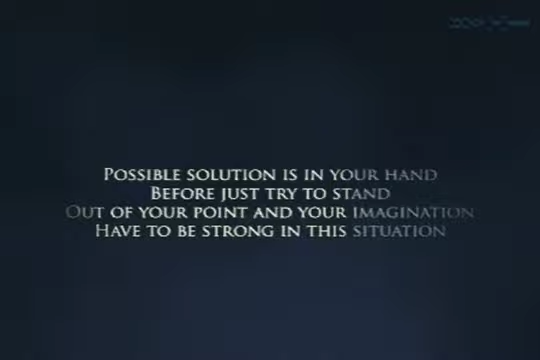 Possible solution is in your hand
Before just try to stand
Out of your point and your imagination
Have to be strong in this situation